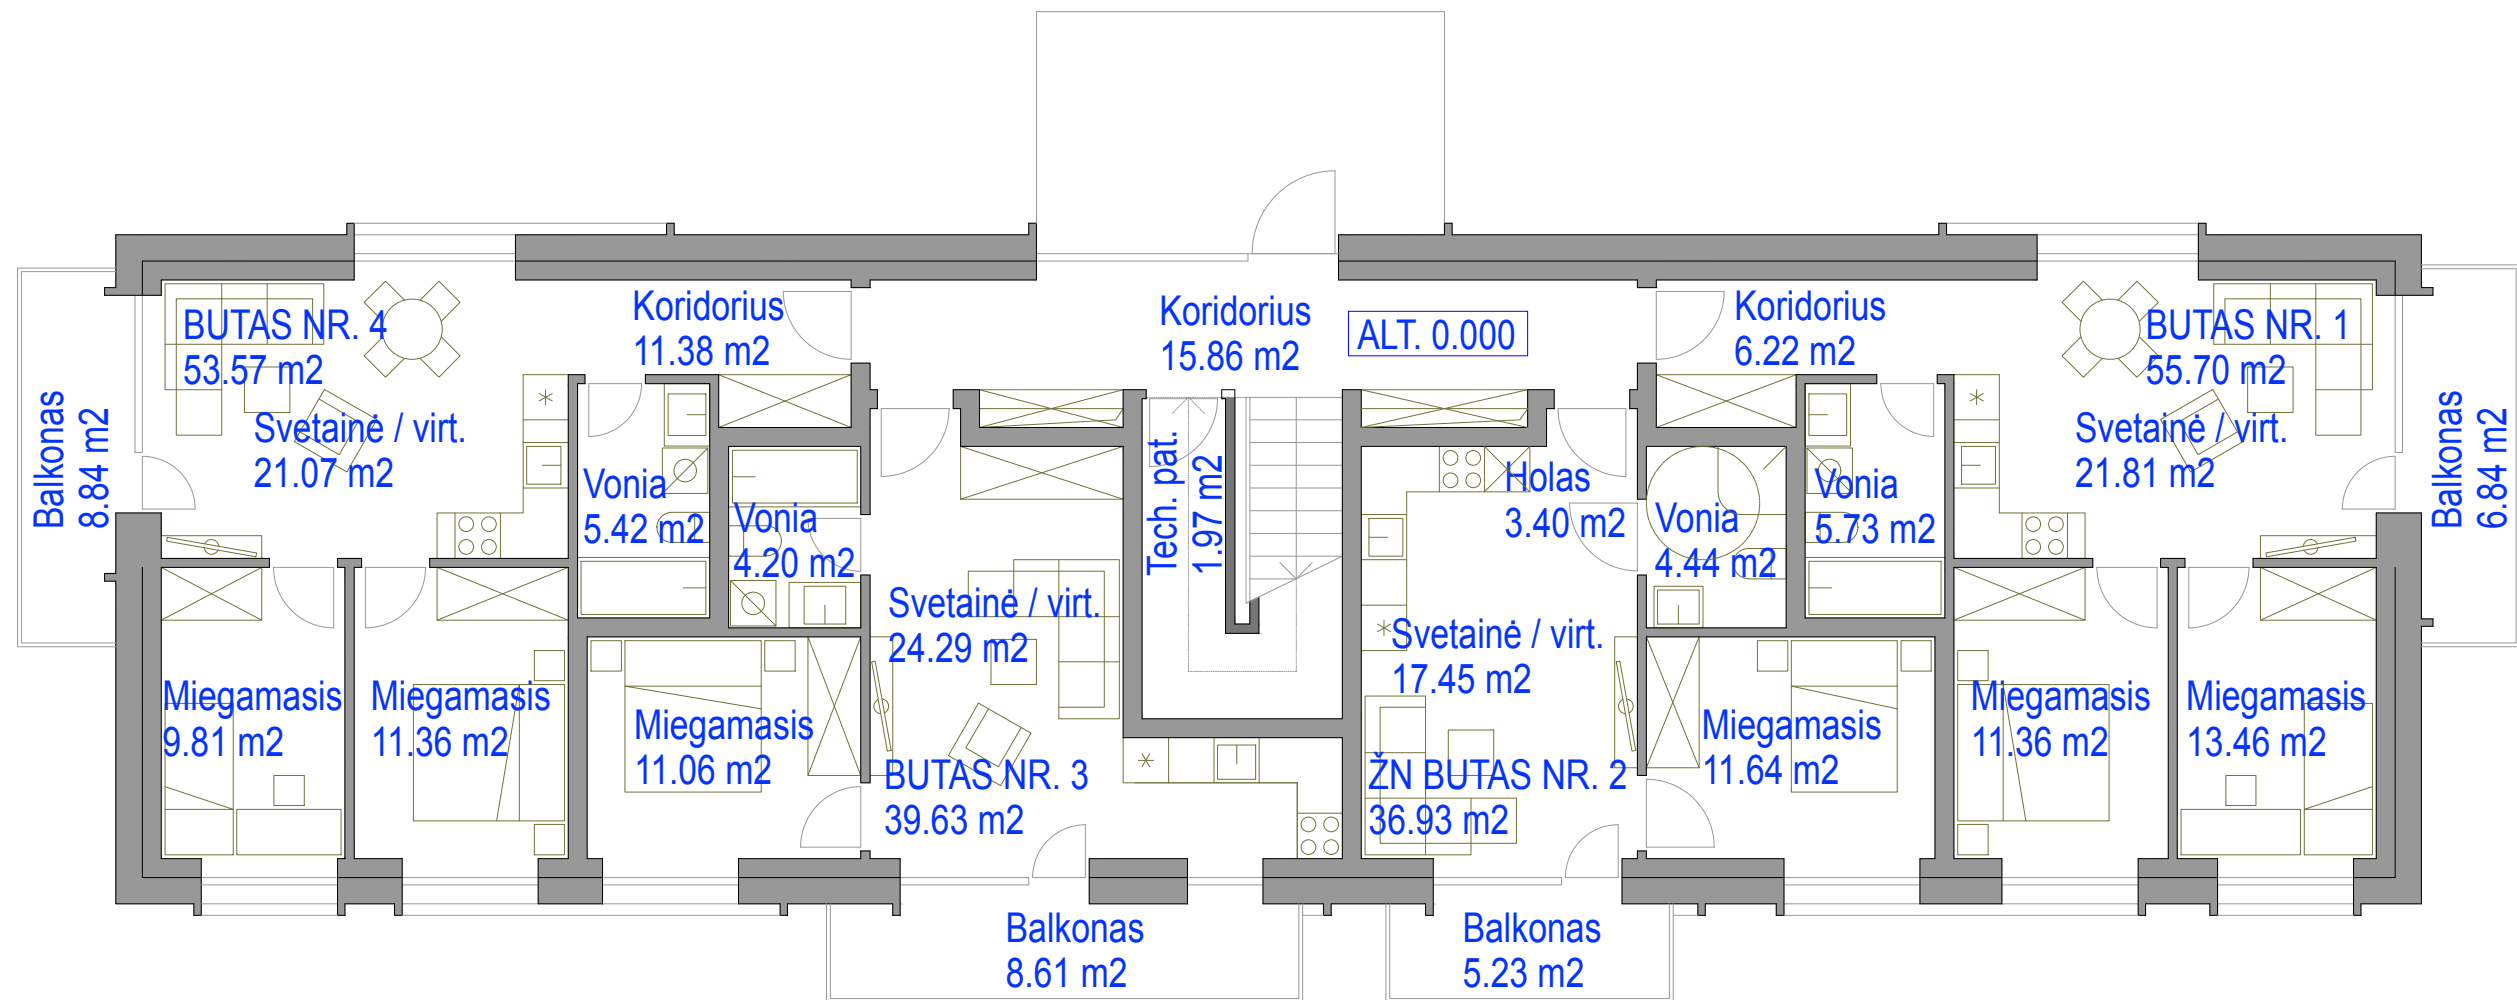 Balkonas
8.84 m2
BUTAS NR. 4
53.57 m2
Svetainė / virt.
21.07 m2
Koridorius
11.38 m2
Vonia
5.42 m2
Vonia
4.20 m2
Miegamasis
9.81 m2
Miegamasis
11.36 m2
Miegamasis
11.06 m2
Svetainė / virt.
24.29 m2
BUTAS NR. 3
39.63 m2
Balkonas
8.61 m2
Koridorius
15.86 m2
ALT. 0.000
Tech. pat.
1.97 m2
Holas
3.40 m2
Vonia
4.44 m2
Svetainė / virt.
17.45 m2
ŽN BUTAS NR. 2
36.93 m2
Balkonas
5.23 m2
Miegamasis
11.64 m2
Koridorius
6.22 m2
Vonia
5.73 m2
BUTAS NR. 1
55.70 m2
Svetainė / virt.
21.81 m2
Miegamasis
11.36 m2
Miegamasis
13.46 m2
Balkonas
6.84 m2